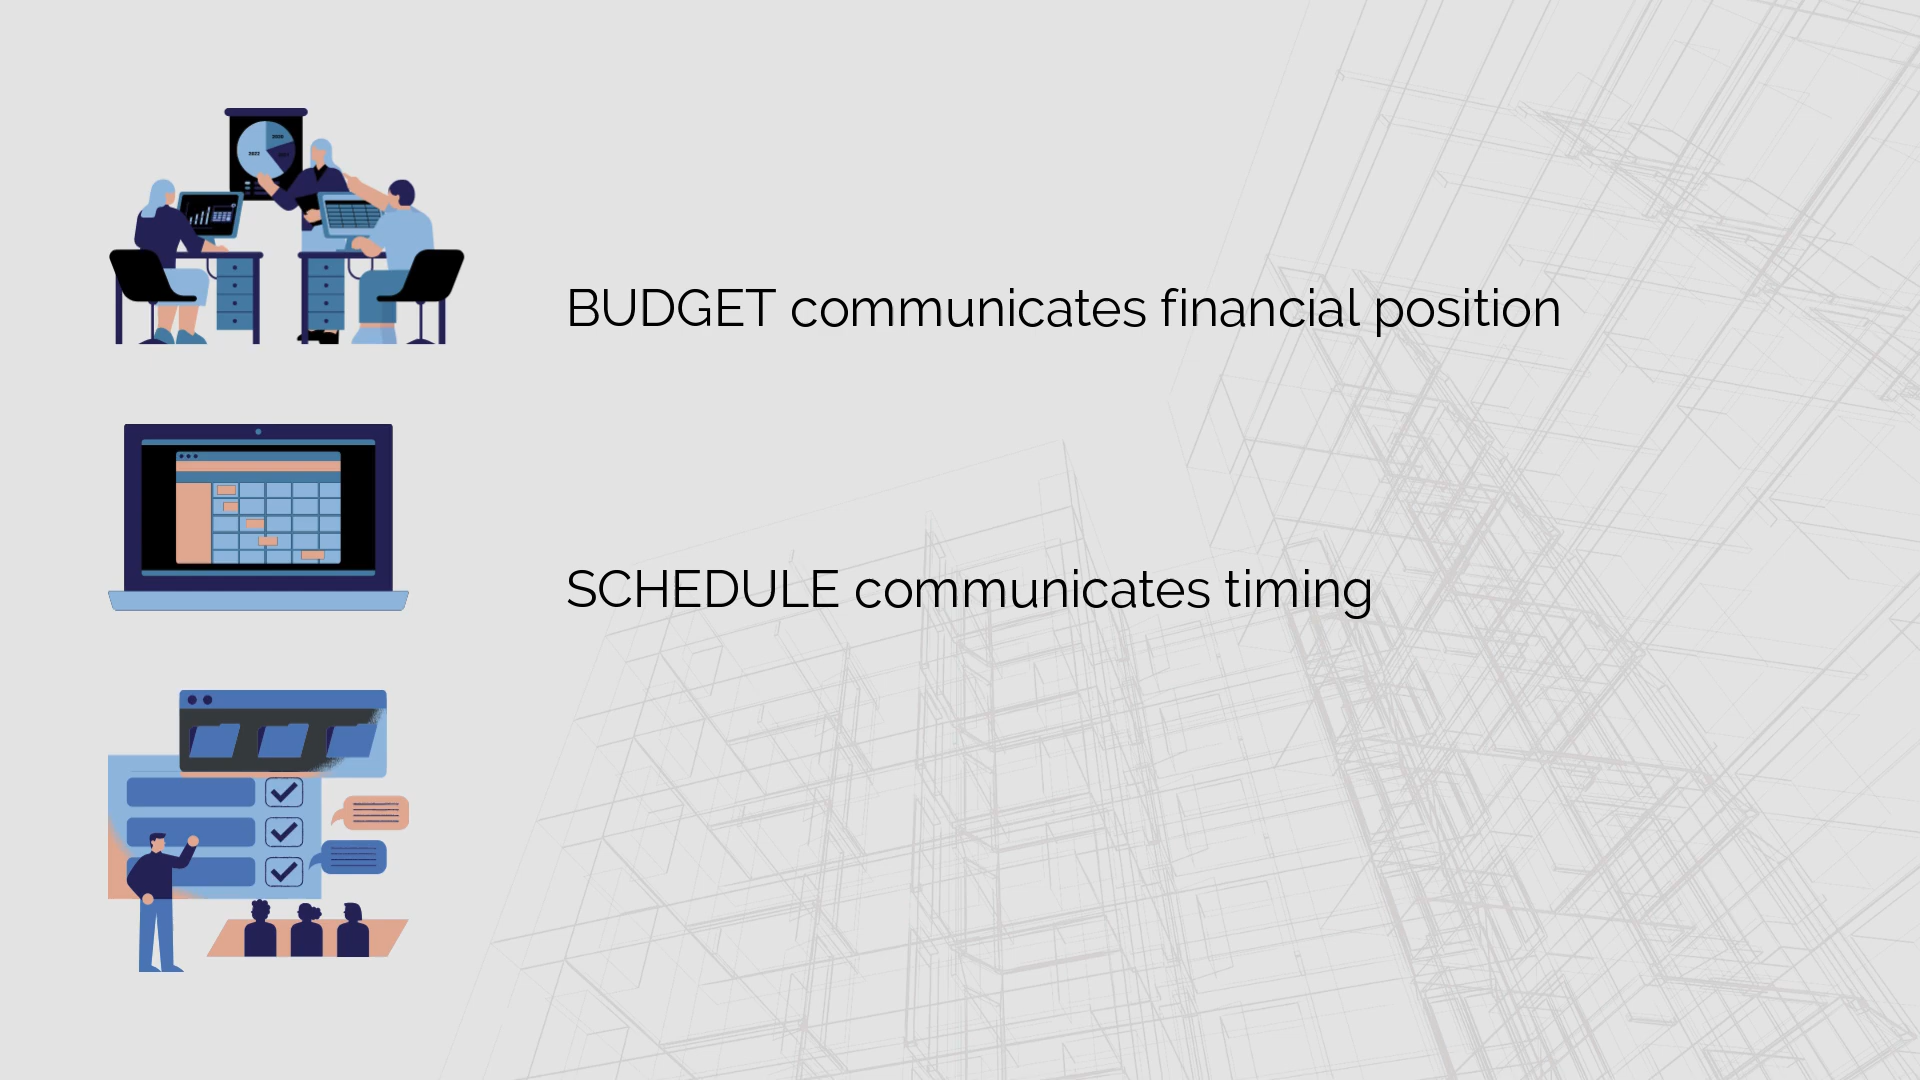 BUDGET communicates financial position
SCHEDULE communicates timing